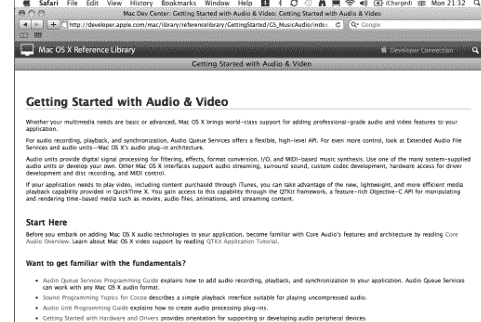 Safari File Edit View History Bookmarks Window Help (Charged) Mon 21:32
Mac Dev Center: Getting Started with Audio & Video: Getting Started with Audio & Video
http://developer.apple.com/mac/library/referencelibrary/GettingStarted/GS_MusicAudio/index. Google
Mac OS X Reference Library Developer Connection
Getting Started with Audio & Video
Getting Started with Audio & Video
Whether your multimedia needs are basic or advanced, Mac OS X brings world-class support for adding professional-grade audio and video features to your
application.
For audio recording, playback, and synchronization, Audio Queue Services offers a flexible, high-level API. For even more control, look at Extended Audio File
Services and audio units—Mac OS X's audio plug-in architecture.
Audio units provide digital signal processing for filtering, effects, format conversion, I/O, and MIDI-based music synthesis. Use one of the many system-supplied
audio units or develop your own. Other Mac OS X interfaces support audio streaming, surround sound, custom codec development, hardware access for driver
development and disc recording, and MIDI control.
If your application needs to play video, including content purchased through iTunes, you can take advantage of the new, lightweight, and more efficient media
playback capability provided in QuickTime X. You gain access to this capability through the QTKit framework, a feature-rich Objective-C API for manipulating
and rendering time-based media such as movies, audio files, animations, and streaming content.
Start Here
Before you embark on adding Mac OS X audio technologies to your application, become familiar with Core Audio's features and architecture by reading Core
Audio Overview. Learn about Mac OS X video support by reading QTKit Application Tutorial.
Want to get familiar with the fundamentals?
• Audio Queue Services Programming Guide explains how to add audio recording, playback, and synchronization to your application. Audio Queue Services
can work with any Mac OS X audio format.
• Sound Programming Topics for Cocoa describes a simple playback interface suitable for playing uncompressed audio.
• Audio Unit Programming Guide explains how to create audio processing plug-ins.
• Getting Started with Hardware and Drivers provides orientation for supporting or developing audio peripheral devices.